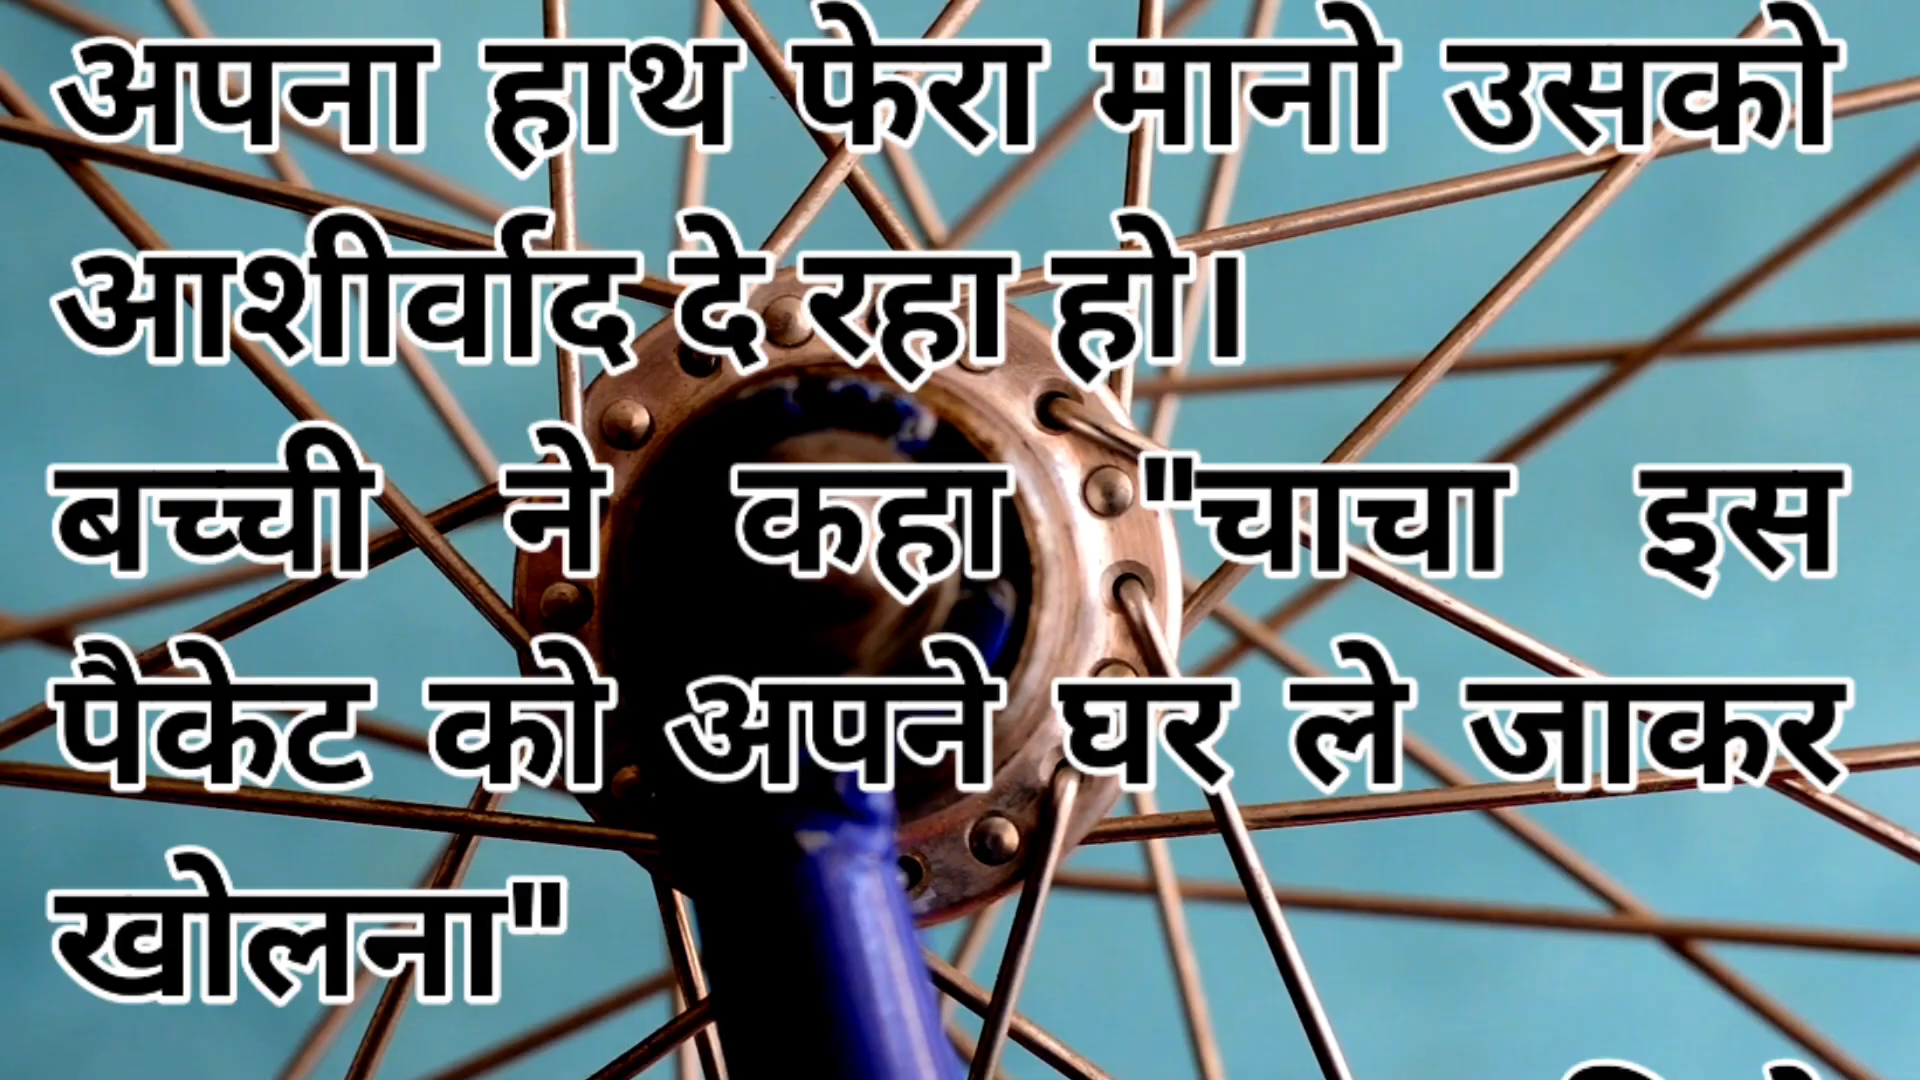 अपना हाथ फेरा मानो उसको
आशीर्वाद दे रहा हो।
बच्ची ने कहा "चाचा इस
पैकेट को अपने घर ले जाकर
खोलना"